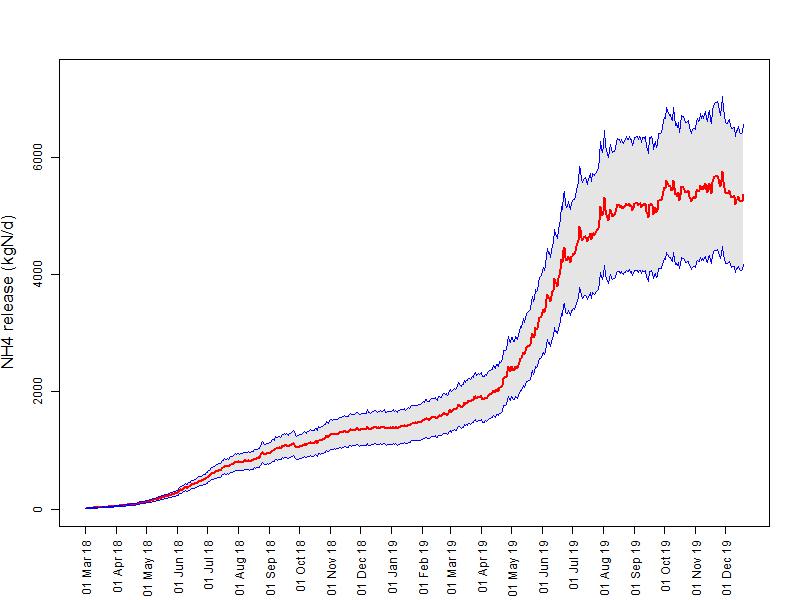 NH4 release (kgN/d)
6000
4000
2000
0
01 Mar 18
01 Apr 18
01 May 18
01 Jun 18
01 Jul 18
01 Aug 18
01 Sep 18
01 Oct 18
01 Nov 18
01 Dec 18
01 Jan 19
01 Feb 19
01 Mar 19
01 Apr 19
01 May 19
01 Jun 19
01 Jul 19
01 Aug 19
01 Sep 19
01 Oct 19
01 Nov 19
01 Dec 19